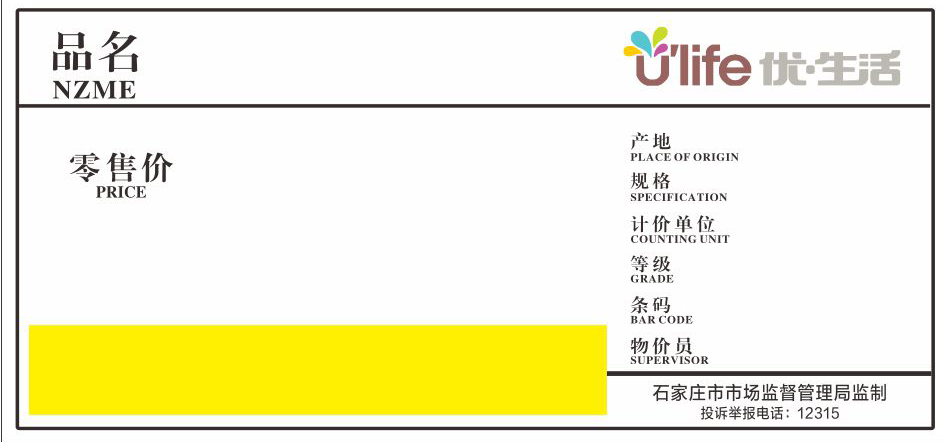 品名
NZME
u'life 优·生活
零售价
PRICE
产地
PLACE OF ORIGIN
规格
SPECIFICATION
计价单位
COUNTING UNIT
等级
GRADE
条码
BAR CODE
物价员
SUPERVISOR
石家庄市市场监督管理局监制
投诉举报电话：12315